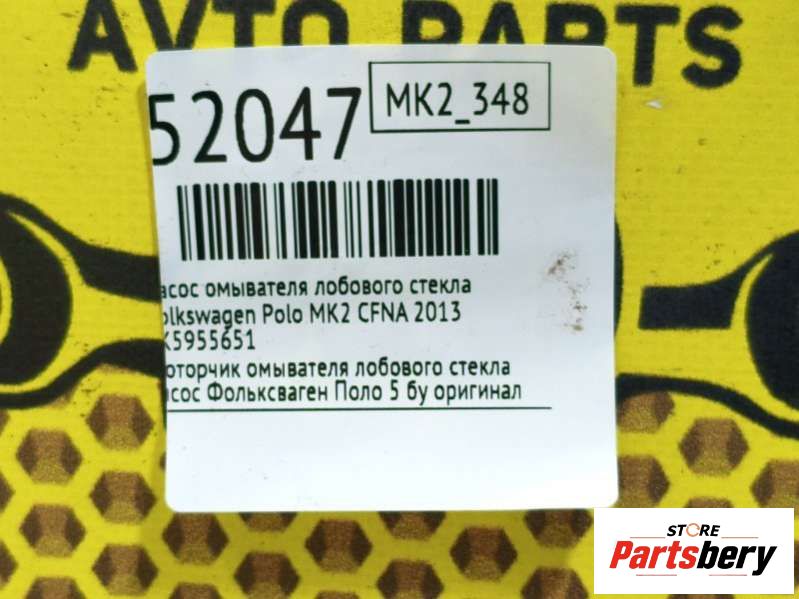 AVTO PARTS
52047
MK2_348
асос омывателя лобового стекла
olkswagen Polo MK2 CFNA 2013
K5955651
оторчик омывателя лобового стекла
асос Фольксваген Поло 5 бу оригинал
STORE
Partsbery